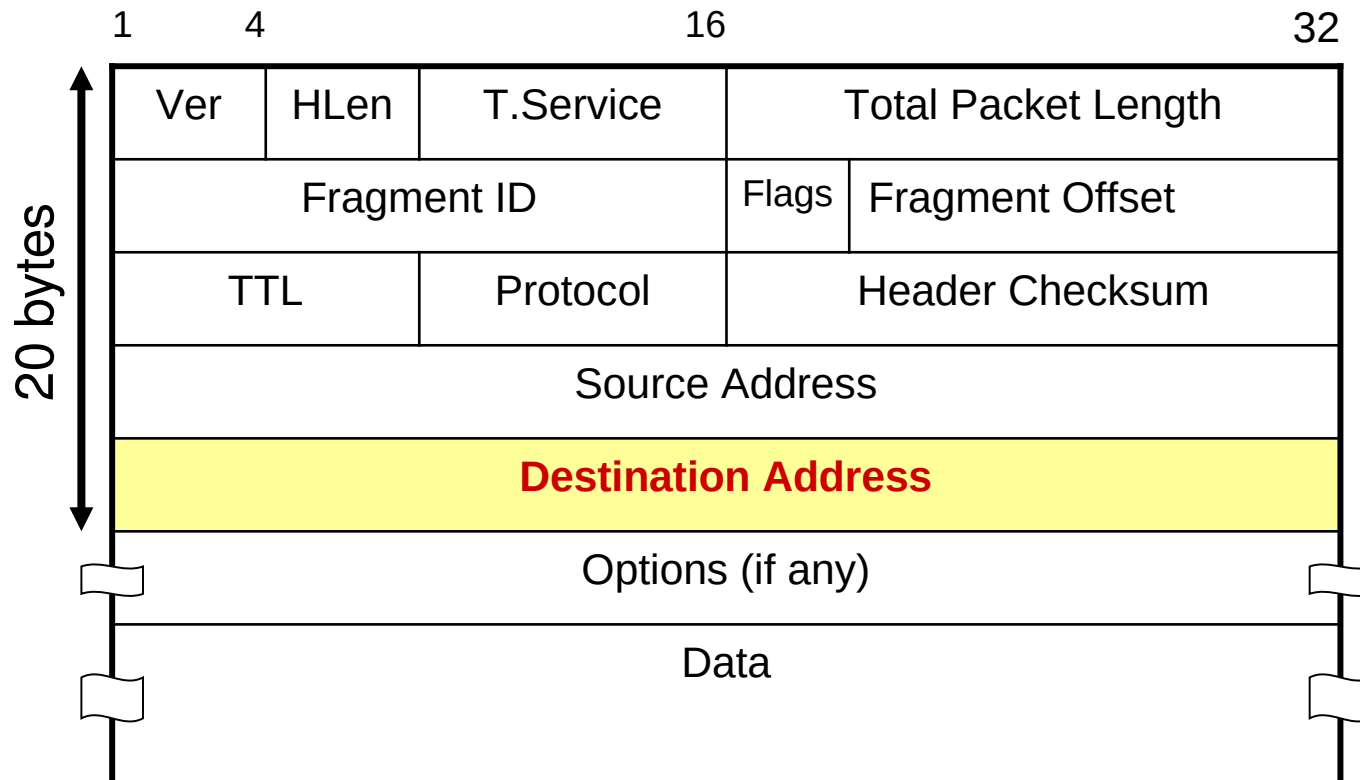 1 4 16 32
Ver HLen T.Service Total Packet Length
Fragment ID Flags Fragment Offset
TTL Protocol Header Checksum
20 bytes
Source Address
Destination Address
Options (if any)
Data